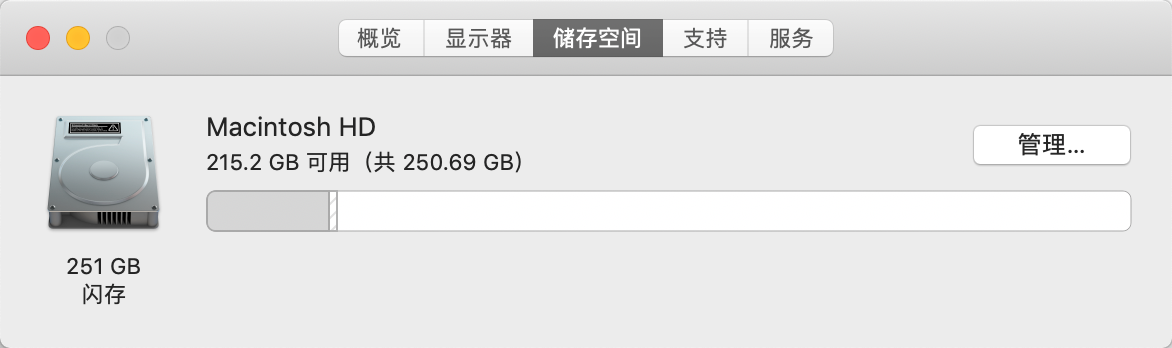 概览
显示器
储存空间
支持
服务
Macintosh HD
215.2 GB 可用（共 250.69 GB）
管理...
251 GB
闪存